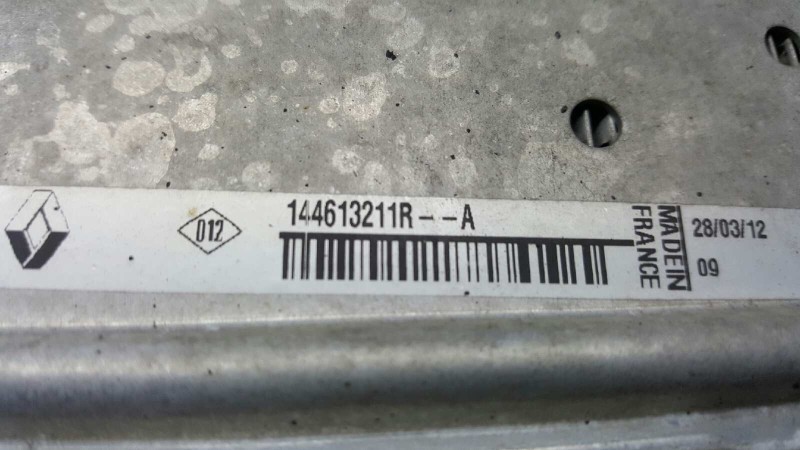 012
144613211R--A
MADE IN
FRANCE
28/03/12
09